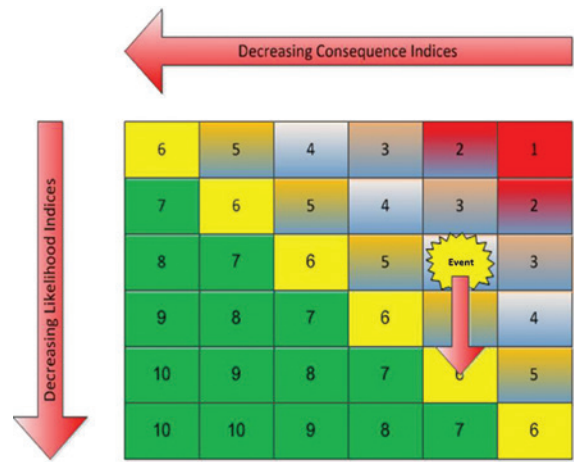 Decreasing Consequence Indices
Decreasing Likelihood Indices
6 5 4 3 2 1
7 6 5 4 3 2
8 7 6 5 Event 3
9 8 7 6 4
10 9 8 7 6 5
10 10 9 8 7 6